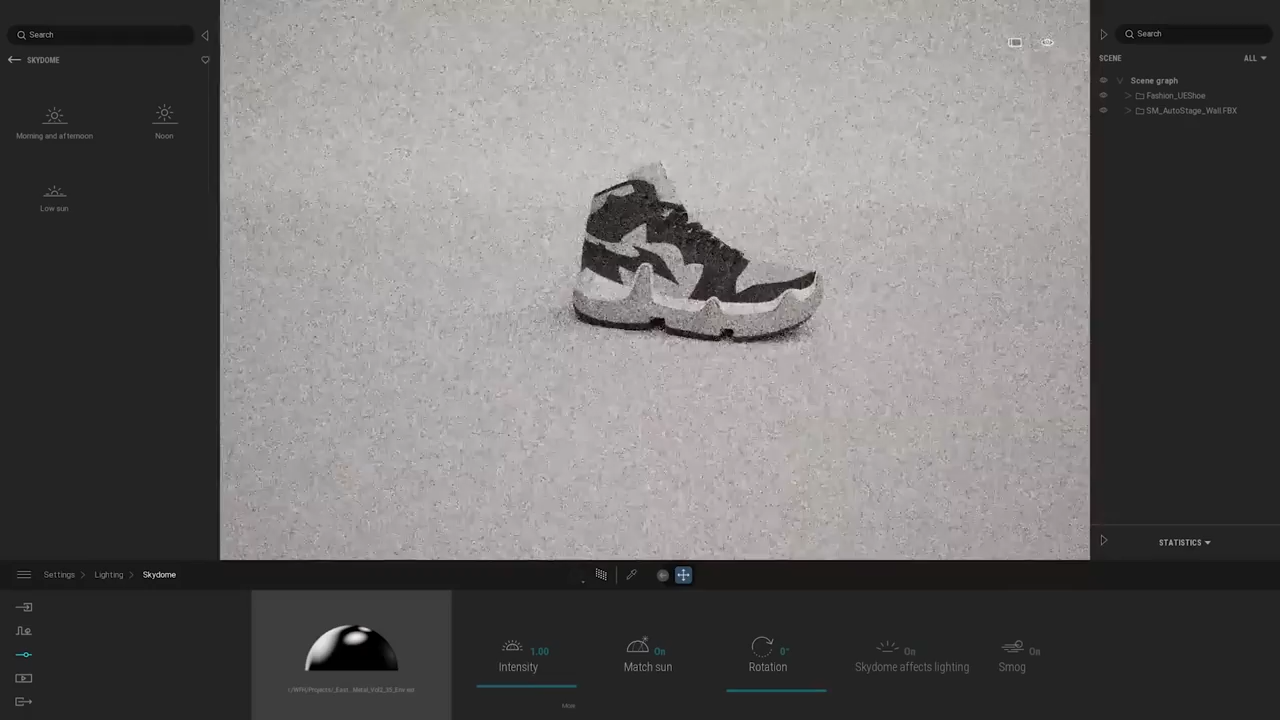 Search
SKYDOME
Morning and afternoon
Noon
Low sun
Search
SCENE
ALL
Scene graph
Fashion_UEShoe
SM_AutoStage_Wall.FBX
STATISTICS
Settings
Lighting
Skydome
1.00
Intensity
On
Match sun
0°
Rotation
On
Skydome affects lighting
On
Smog
More